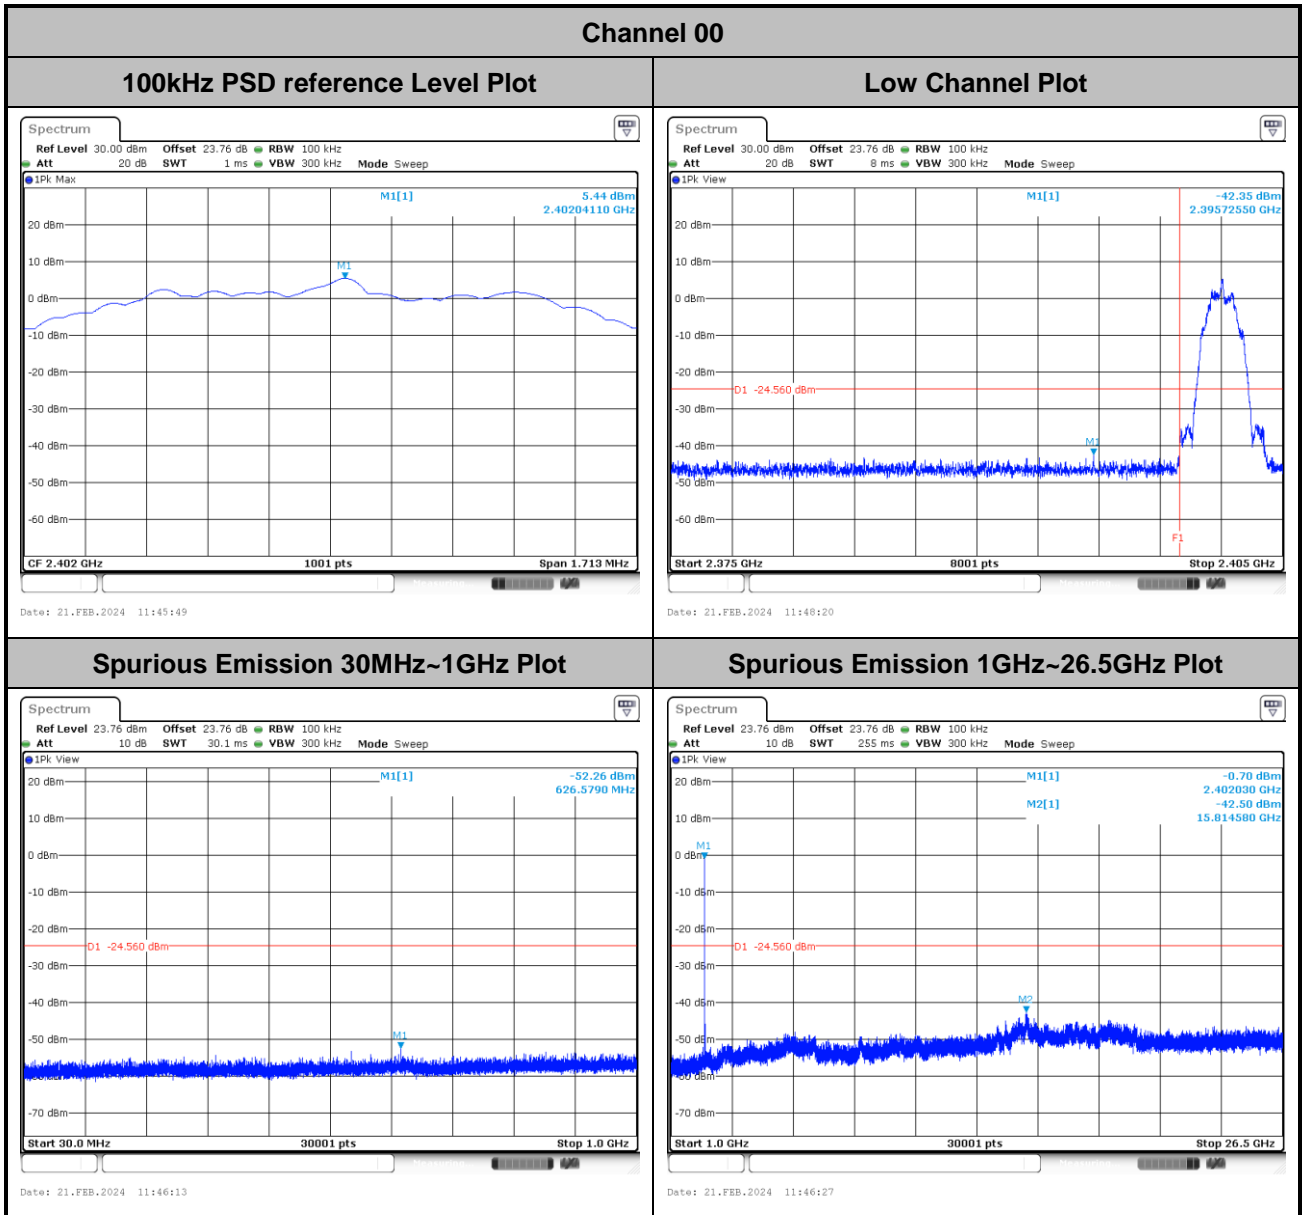 Channel 00
100kHz PSD reference Level Plot
Low Channel Plot
Spectrum
Ref Level 30.00 dBm Offset 23.76 dB RBW 100 kHz
Att 20 dB SWT 1 ms VBW 300 kHz Mode Sweep
1Pk Max
M1[1] 5.44 dBm
2.40204110 GHz
20 dBm
10 dBm
M1
0 dBm
-10 dBm
-20 dBm
-30 dBm
-40 dBm
-50 dBm
-60 dBm
CF 2.402 GHz 1001 pts Span 1.713 MHz
Date: 21.FEB.2024 11:45:49
Spectrum
Ref Level 30.00 dBm Offset 23.76 dB RBW 100 kHz
Att 20 dB SWT 8 ms VBW 300 kHz Mode Sweep
1Pk View
M1[1] -42.35 dBm
2.39572550 GHz
20 dBm
10 dBm
0 dBm
-10 dBm
-20 dBm
D1 -24.560 dBm
-30 dBm
-40 dBm
M1
-50 dBm
-60 dBm
F1
Start 2.375 GHz 8001 pts Stop 2.405 GHz
Date: 21.FEB.2024 11:48:20
Spurious Emission 30MHz~1GHz Plot
Spurious Emission 1GHz~26.5GHz Plot
Spectrum
Ref Level 23.76 dBm Offset 23.76 dB RBW 100 kHz
Att 10 dB SWT 30.1 ms VBW 300 kHz Mode Sweep
1Pk View
M1[1] -52.26 dBm
626.5790 MHz
20 dBm
10 dBm
0 dBm
-10 dBm
-20 dBm
D1 -24.560 dBm
-30 dBm
-40 dBm
-50 dBm
M1
-70 dBm
Start 30.0 MHz 30001 pts Stop 1.0 GHz
Date: 21.FEB.2024 11:46:13
Spectrum
Ref Level 23.76 dBm Offset 23.76 dB RBW 100 kHz
Att 10 dB SWT 255 ms VBW 300 kHz Mode Sweep
1Pk View
M1[1] -0.70 dBm
2.402030 GHz
M2[1] -42.50 dBm
15.814580 GHz
20 dBm
10 dBm
M1
0 dBm
-10 dBm
-20 dBm
D1 -24.560 dBm
-30 dBm
-40 dBm
M2
-50 dBm
-60 dBm
-70 dBm
Start 1.0 GHz 30001 pts Stop 26.5 GHz
Date: 21.FEB.2024 11:46:27